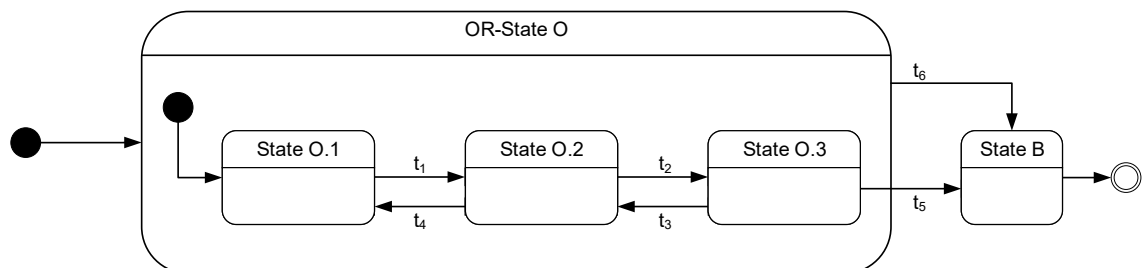 OR-State O
t₆
State O.1
State O.2
State O.3
State B
t₁
t₂
t₄
t₃
t₅